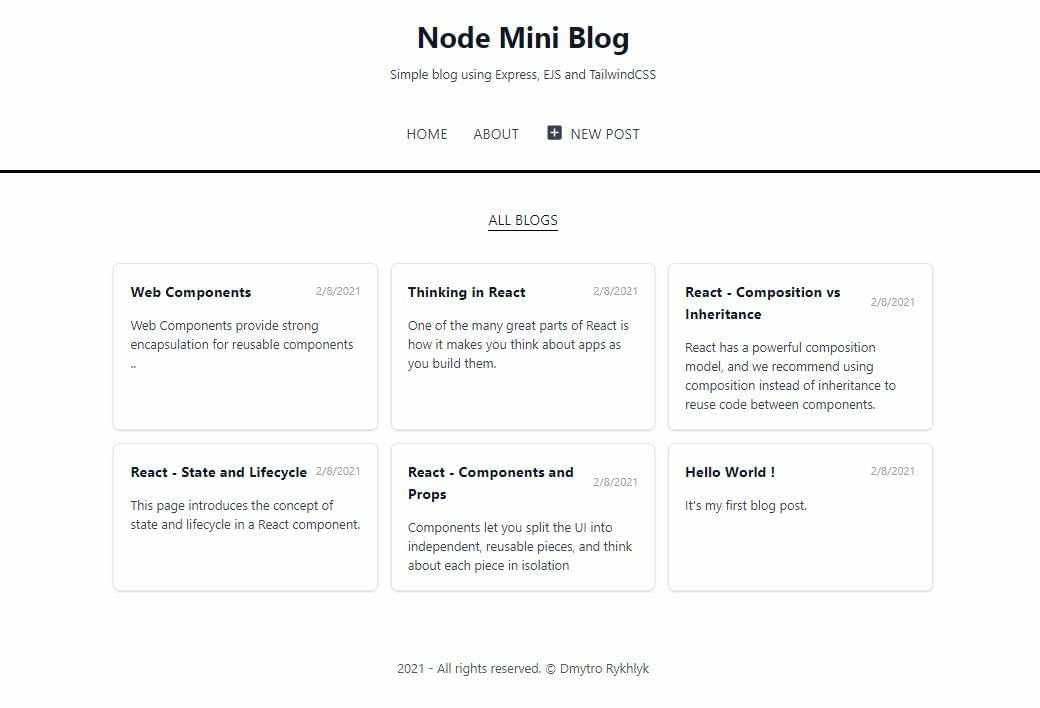 Node Mini Blog
Simple blog using Express, EJS and TailwindCSS
HOME ABOUT NEW POST
ALL BLOGS
Web Components 2/8/2021
Web Components provide strong
encapsulation for reusable components
..
Thinking in React 2/8/2021
One of the many great parts of React is
how it makes you think about apps as
you build them.
React - Composition vs
Inheritance
2/8/2021
React has a powerful composition
model, and we recommend using
composition instead of inheritance to
reuse code between components.
React - State and Lifecycle 2/8/2021
This page introduces the concept of
state and lifecycle in a React component.
React - Components and
Props
2/8/2021
Components let you split the UI into
independent, reusable pieces, and think
about each piece in isolation
Hello World ! 2/8/2021
It's my first blog post.
2021 - All rights reserved. © Dmytro Rykhlyk